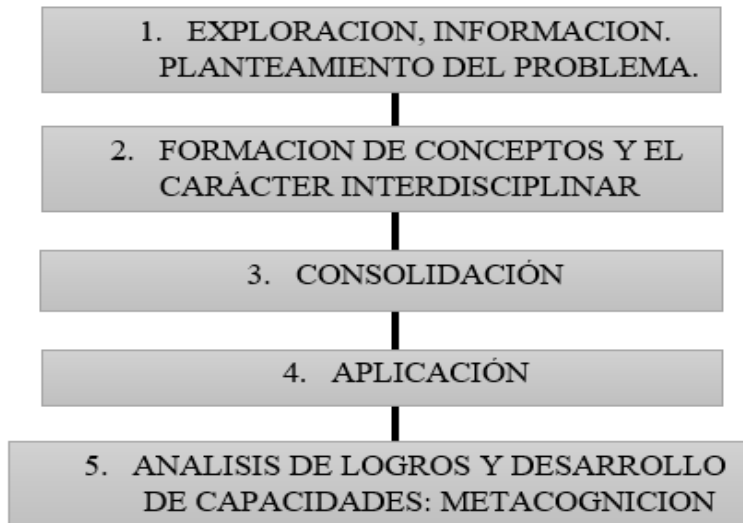 1. EXPLORACION, INFORMACION.
PLANTEAMIENTO DEL PROBLEMA.
2. FORMACION DE CONCEPTOS Y EL
CARÁCTER INTERDISCIPLINAR
3. CONSOLIDACIÓN
4. APLICACIÓN
5. ANALISIS DE LOGROS Y DESARROLLO
DE CAPACIDADES: METACOGNICION